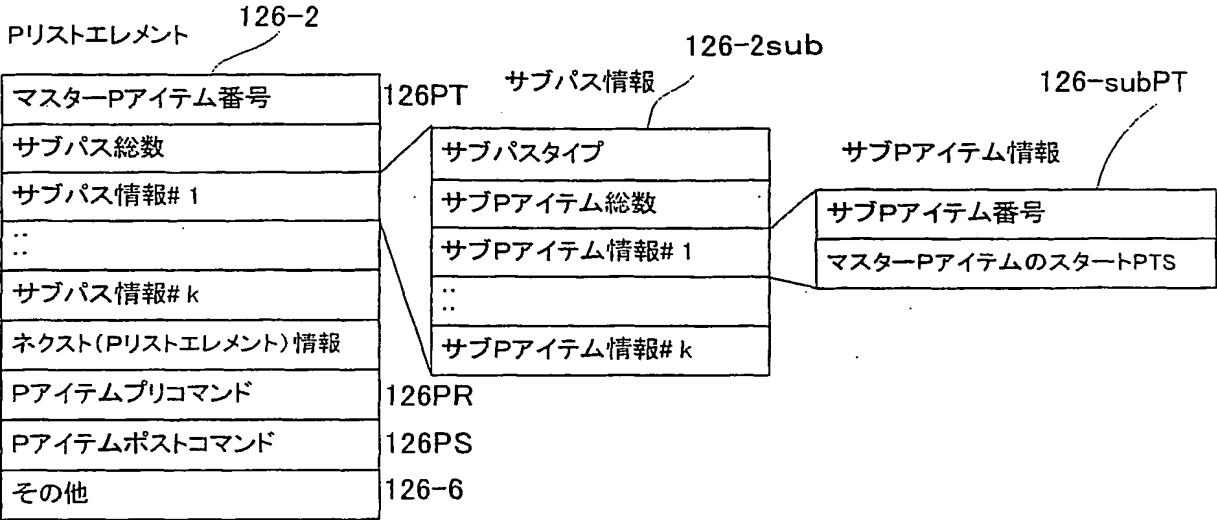 Pリストエレメント
126-2
マスターPアイテム番号
126PT
サブパス総数
サブパス情報#1
::
サブパス情報#k
ネクスト(Pリストエレメント)情報
Pアイテムプリコマンド
126PR
Pアイテムポストコマンド
126PS
その他
126-6
サブパス情報
126-2sub
サブパスタイプ
サブPアイテム総数
サブPアイテム情報#1
::
サブPアイテム情報#k
サブPアイテム情報
126-subPT
サブPアイテム番号
マスターPアイテムのスタートPTS